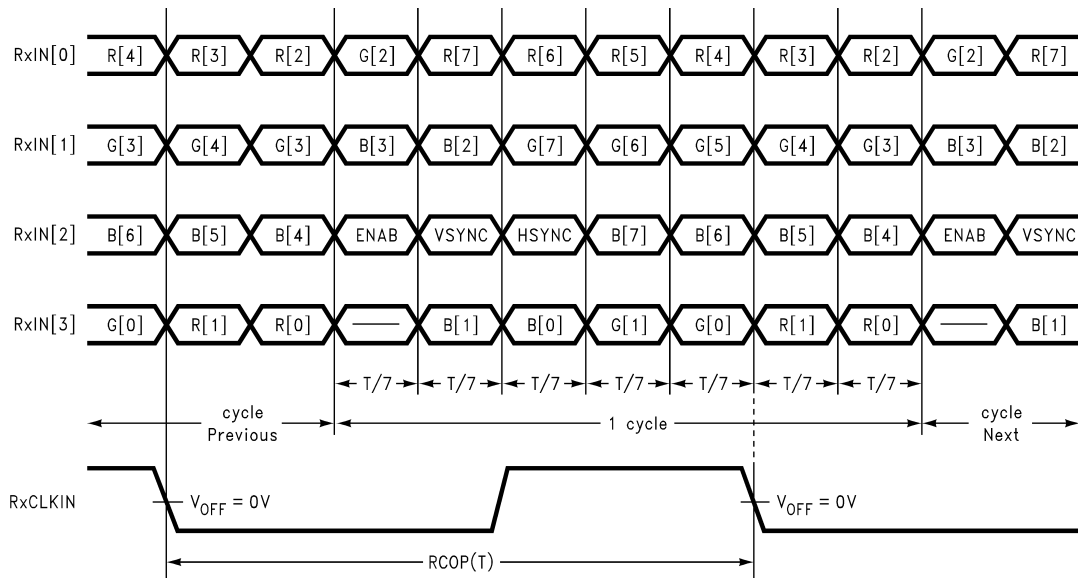 RxIN[0] R[4] R[3] R[2] G[2] R[7] R[6] R[5] R[4] R[3] R[2] G[2] R[7]
RxIN[1] G[3] G[4] G[3] B[3] B[2] G[7] G[6] G[5] G[4] G[3] B[3] B[2]
RxIN[2] B[6] B[5] B[4] ENAB VSYNC HSYNC B[7] B[6] B[5] B[4] ENAB VSYNC
RxIN[3] G[0] R[1] R[0] — B[1] B[0] G[1] G[0] R[1] R[0] — B[1]
T/7 T/7 T/7 T/7 T/7 T/7 T/7
cycle
Previous
1 cycle
cycle
Next
RxCLKIN
VOFF = 0V
VOFF = 0V
RCOP(T)